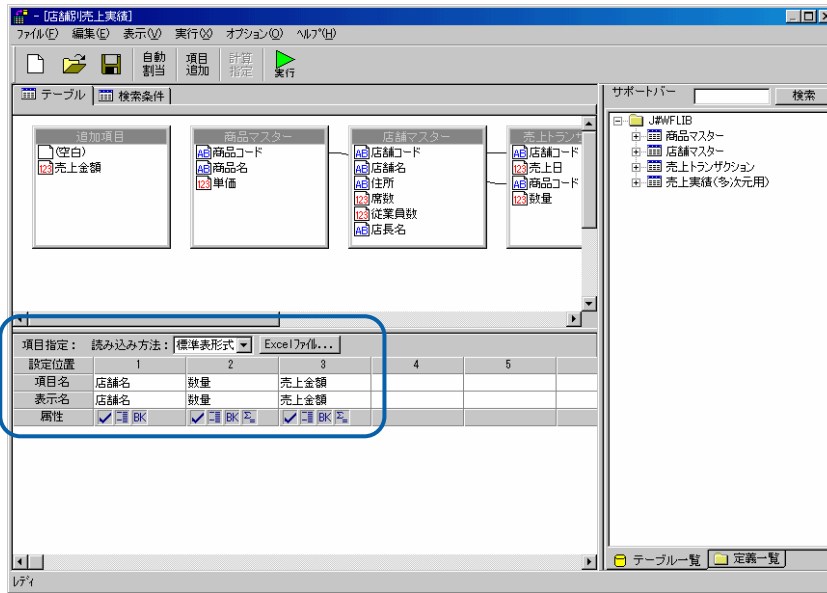 - [店舗別売上実績]
ファイル(F) 編集(E) 表示(V) 実行(X) オプション(O) ヘルプ(H)
自動割当 項目追加 計算指定 実行
テーブル 検索条件
サポートバー 検索
追加項目
(空白)
売上金額
商品マスター
商品コード
商品名
単価
店舗マスター
店舗コード
店舗名
住所
席数
従業員数
店長名
売上トランザ
店舗コード
売上日
商品コード
数量
J#WFLIB
商品マスター
店舗マスター
売上トランザクション
売上実績(多次元用)
項目指定： 読み込み方法： 標準表形式 Excelファイル...
設定位置 1 2 3 4 5
項目名 店舗名 数量 売上金額
表示名 店舗名 数量 売上金額
属性 BK BK Σ BK Σ
テーブル一覧 定義一覧
レディ